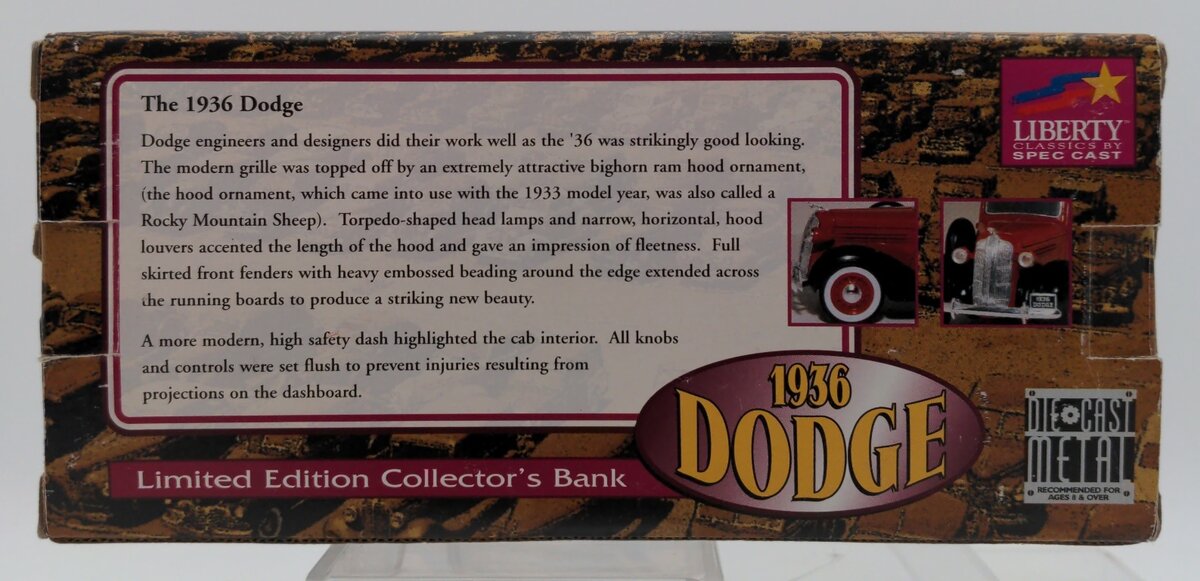 The 1936 Dodge
Dodge engineers and designers did their work well as the '36 was strikingly good looking.
The modern grille was topped off by an extremely attractive bighorn ram hood ornament,
(the hood ornament, which came into use with the 1933 model year, was also called a
Rocky Mountain Sheep). Torpedo-shaped head lamps and narrow, horizontal, hood
louvers accented the length of the hood and gave an impression of fleetness. Full
skirted front fenders with heavy embossed beading around the edge extended across
the running boards to produce a striking new beauty.
A more modern, high safety dash highlighted the cab interior. All knobs
and controls were set flush to prevent injuries resulting from
projections on the dashboard.
Limited Edition Collector's Bank
1936
DODGE
LIBERTY™
CLASSICS BY
SPEC CAST
1936
DODGE
DIE CAST
METAL
RECOMMENDED FOR
AGES 8 & OVER